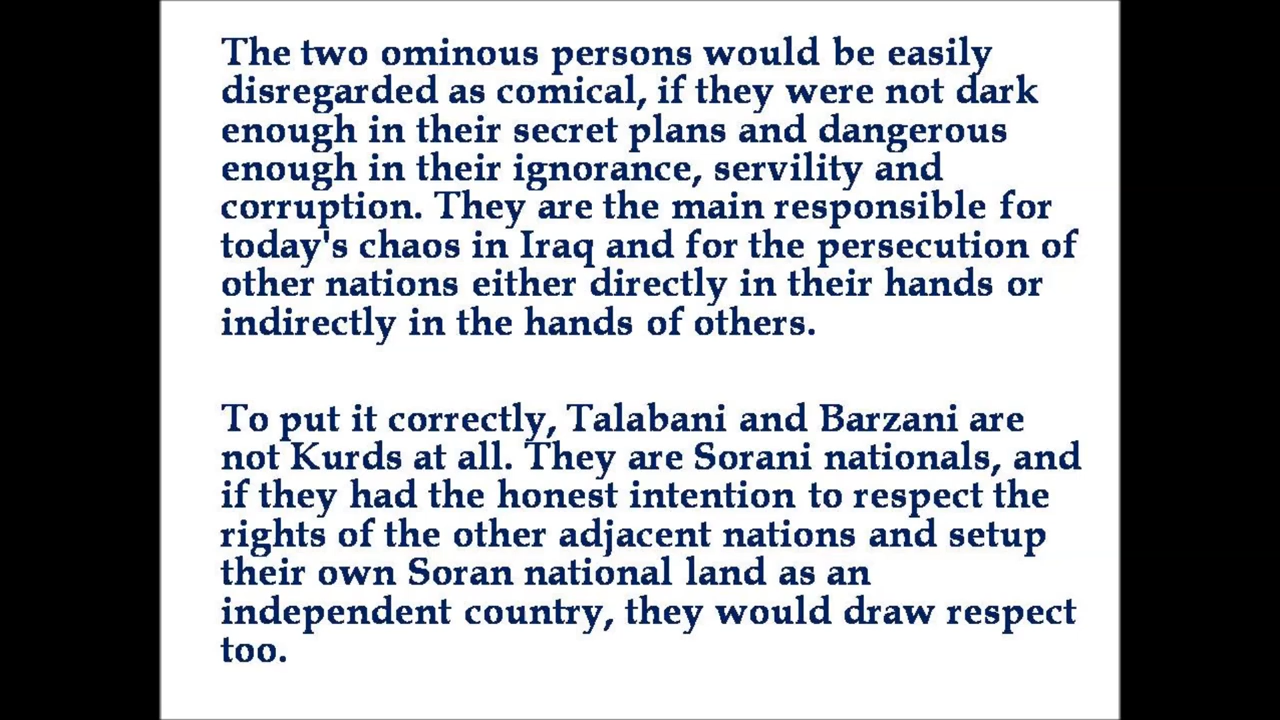 The two ominous persons would be easily
disregarded as comical, if they were not dark
enough in their secret plans and dangerous
enough in their ignorance, servility and
corruption. They are the main responsible for
today's chaos in Iraq and for the persecution of
other nations either directly in their hands or
indirectly in the hands of others.
To put it correctly, Talabani and Barzani are
not Kurds at all. They are Sorani nationals, and
if they had the honest intention to respect the
rights of the other adjacent nations and setup
their own Soran national land as an
independent country, they would draw respect
too.